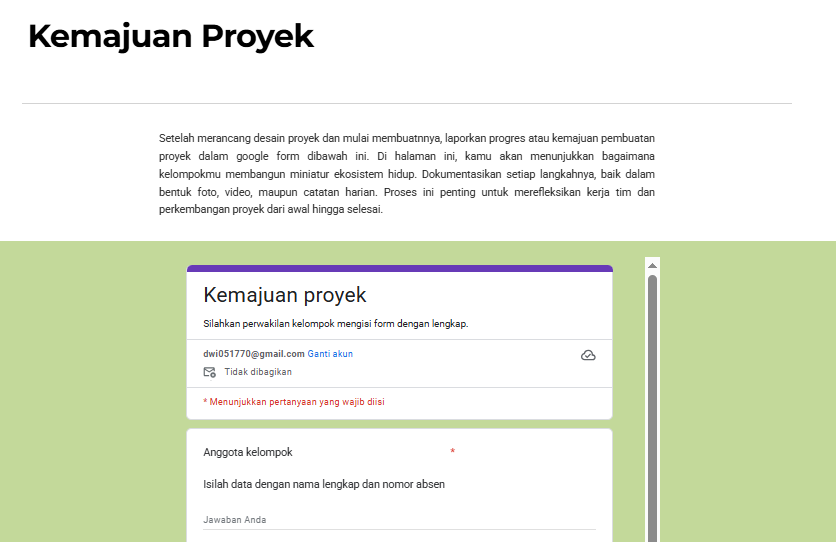 Kemajuan Proyek
Setelah merancang desain proyek dan mulai membuatnnya, laporkan progres atau kemajuan pembuatan
proyek dalam google form dibawah ini. Di halaman ini, kamu akan menunjukkan bagaimana
kelompokmu membangun miniatur ekosistem hidup. Dokumentasikan setiap langkahnya, baik dalam
bentuk foto, video, maupun catatan harian. Proses ini penting untuk merefleksikan kerja tim dan
perkembangan proyek dari awal hingga selesai.
Kemajuan proyek
Silahkan perwakilan kelompok mengisi form dengan lengkap.
dwi051770@gmail.com Ganti akun
Tidak dibagikan
* Menunjukkan pertanyaan yang wajib diisi
Anggota kelompok *
Isilah data dengan nama lengkap dan nomor absen
Jawaban Anda